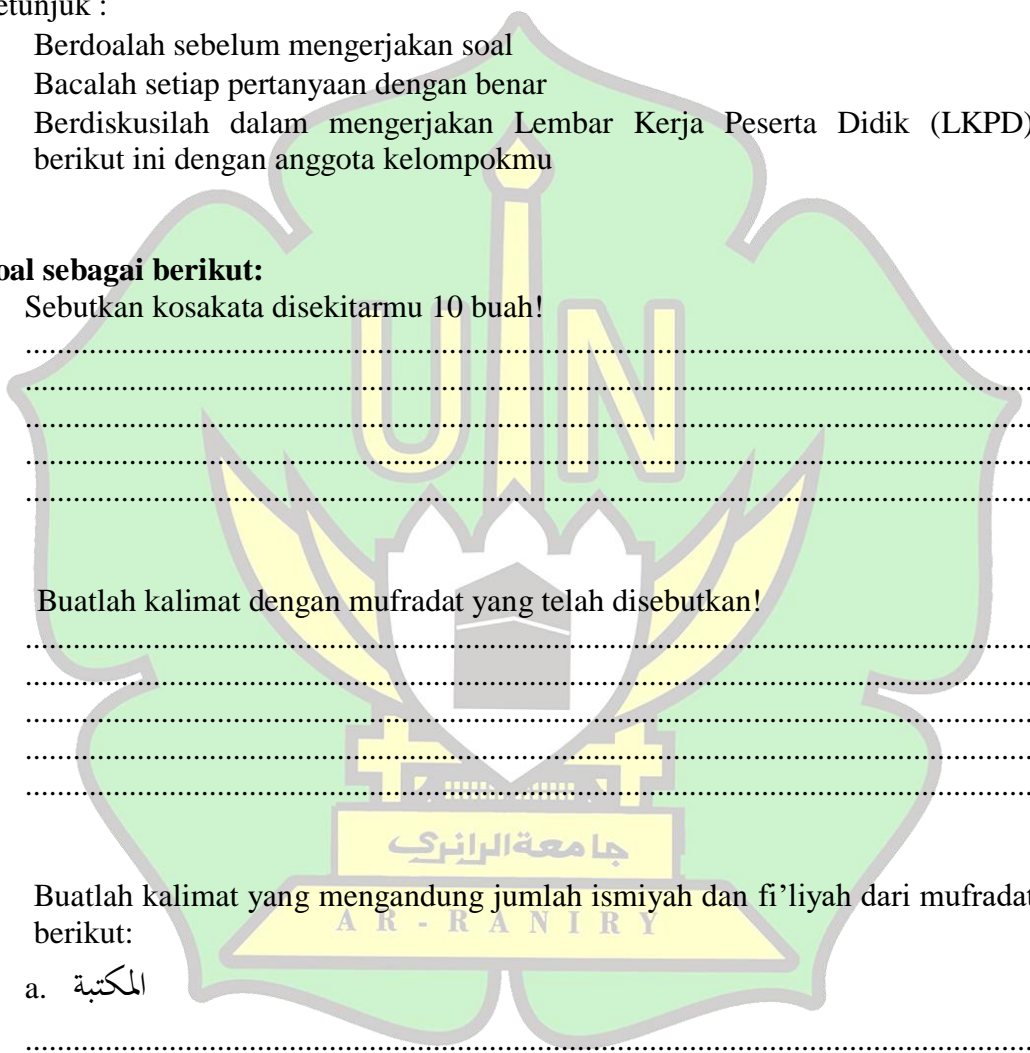 etunjuk :
Berdoalah sebelum mengerjakan soal
Bacalah setiap pertanyaan dengan benar
Berdiskusilah dalam mengerjakan Lembar Kerja Peserta Didik (LKPD)
berikut ini dengan anggota kelompokmu
oal sebagai berikut:
Sebutkan kosakata disekitarmu 10 buah!
........................................................................
........................................................................
........................................................................
........................................................................
........................................................................
UIN
Buatlah kalimat dengan mufradat yang telah disebutkan!
........................................................................
........................................................................
........................................................................
........................................................................
........................................................................
جامعةالرانري
Buatlah kalimat yang mengandung jumlah ismiyah dan fi’liyah dari mufradat
berikut:
AR-RANIRY
a. المكتبة
........................................................................